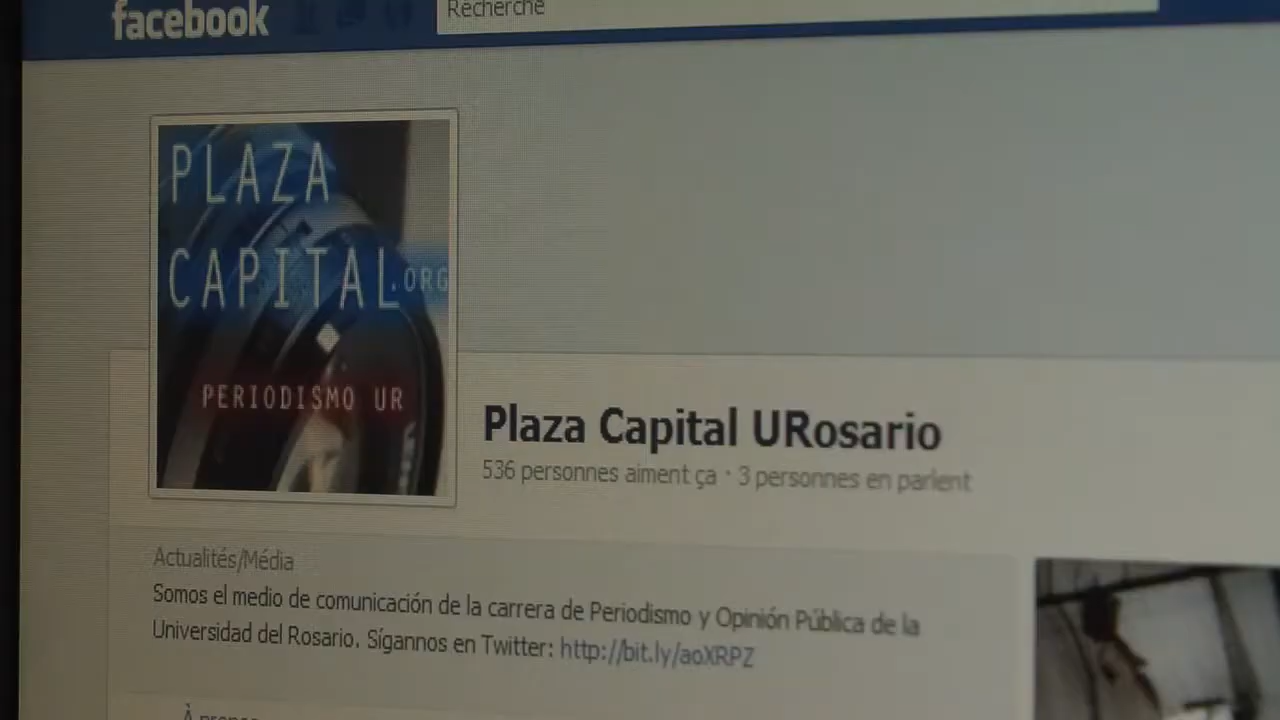 facebook
Recherche
PLAZA
CAPITAL.ORG
PERIODISMO UR
Plaza Capital URosario
536 personnes aiment ça · 3 personnes en parlent
Actualités/Média
Somos el medio de comunicación de la carrera de Periodismo y Opinión Pública de la
Universidad del Rosario. Sígannos en Twitter: http://bit.ly/aoXRPZ